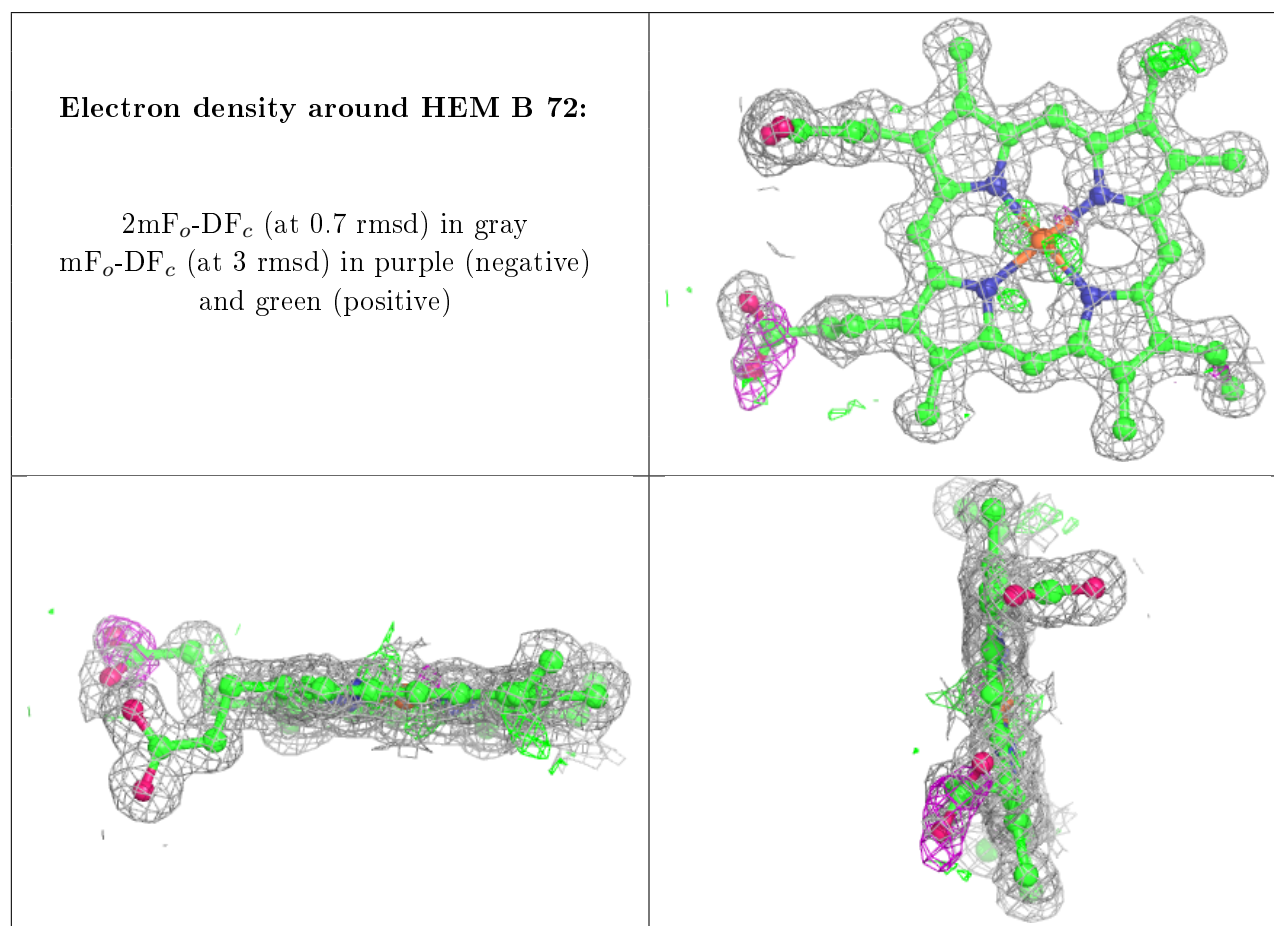 Electron density around HEM B 72:
2mFo-DFc (at 0.7 rmsd) in gray
mFo-DFc (at 3 rmsd) in purple (negative)
and green (positive)